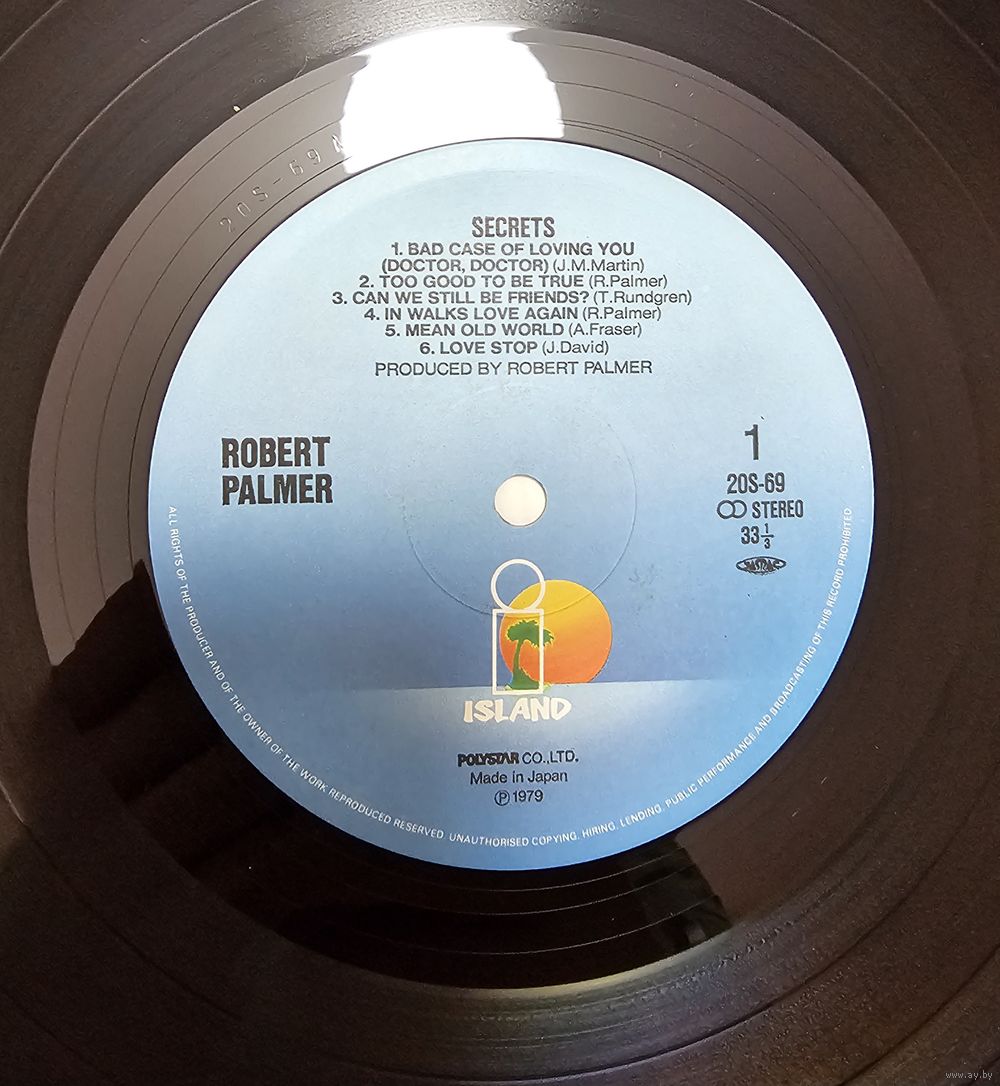 20S-69
SECRETS
1. BAD CASE OF LOVING YOU
(DOCTOR, DOCTOR) (J.M.Martin)
2. TOO GOOD TO BE TRUE (R.Palmer)
3. CAN WE STILL BE FRIENDS? (T.Rundgren)
4. IN WALKS LOVE AGAIN (R.Palmer)
5. MEAN OLD WORLD (A.Fraser)
6. LOVE STOP (J.David)
PRODUCED BY ROBERT PALMER
ROBERT
PALMER
1
20S-69
STEREO
33 1/3
JASRAC
ISLAND
POLYSTAR CO.,LTD.
Made in Japan
Ⓟ 1979
ALL RIGHTS OF THE PRODUCER AND OF THE OWNER OF THE WORK REPRODUCED RESERVED. UNAUTHORISED COPYING, HIRING, LENDING, PUBLIC PERFORMANCE AND BROADCASTING OF THIS RECORD PROHIBITED
www.ay.by